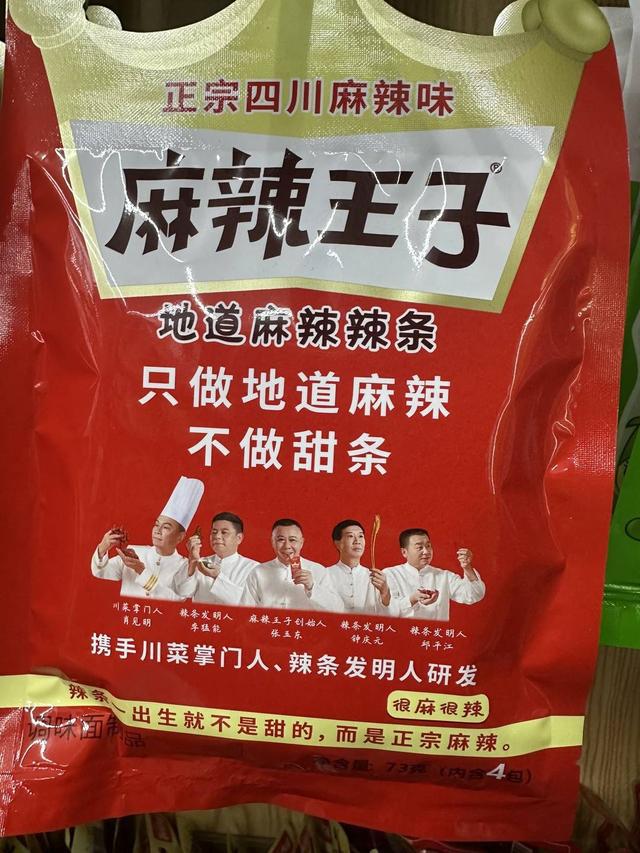 正宗四川麻辣味
麻辣王子®
地道麻辣辣条
只做地道麻辣
不做甜条
川菜掌门人
肖见明
辣条发明人
李猛能
麻辣王子创始人
张玉东
辣条发明人
钟庆元
辣条发明人
邱平江
携手川菜掌门人、辣条发明人研发
很麻很辣
辣条一出生就不是甜的，而是正宗麻辣。
调味面制品
净含量：73克（内含4包）